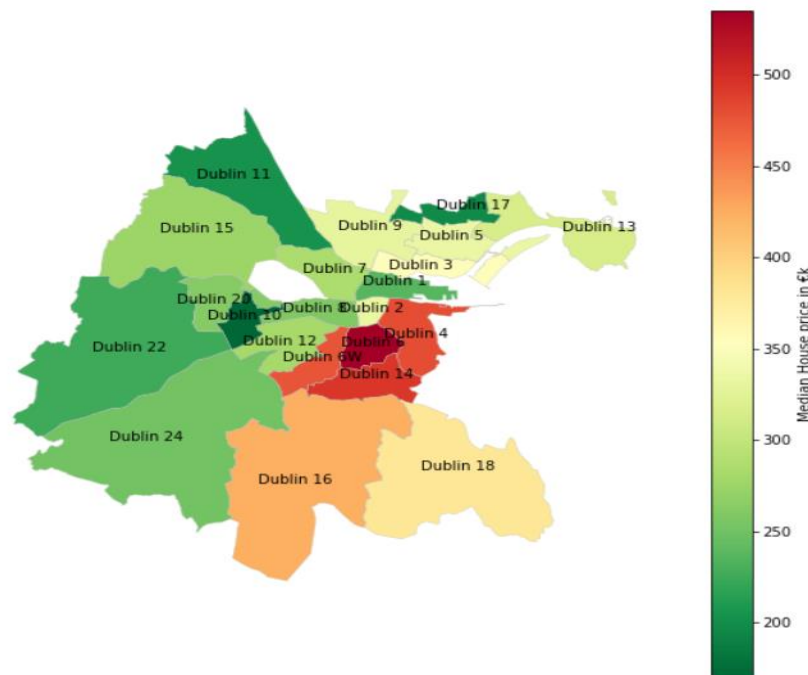 500
450
400
350
300
250
200
Median House price in €k
Dublin 11
Dublin 17
Dublin 15
Dublin 9
Dublin 13
Dublin 5
Dublin 7
Dublin 3
Dublin 1
Dublin 20
Dublin 10
Dublin 8
Dublin 2
Dublin 22
Dublin 12
Dublin 6
Dublin 4
Dublin 6W
Dublin 14
Dublin 24
Dublin 16
Dublin 18